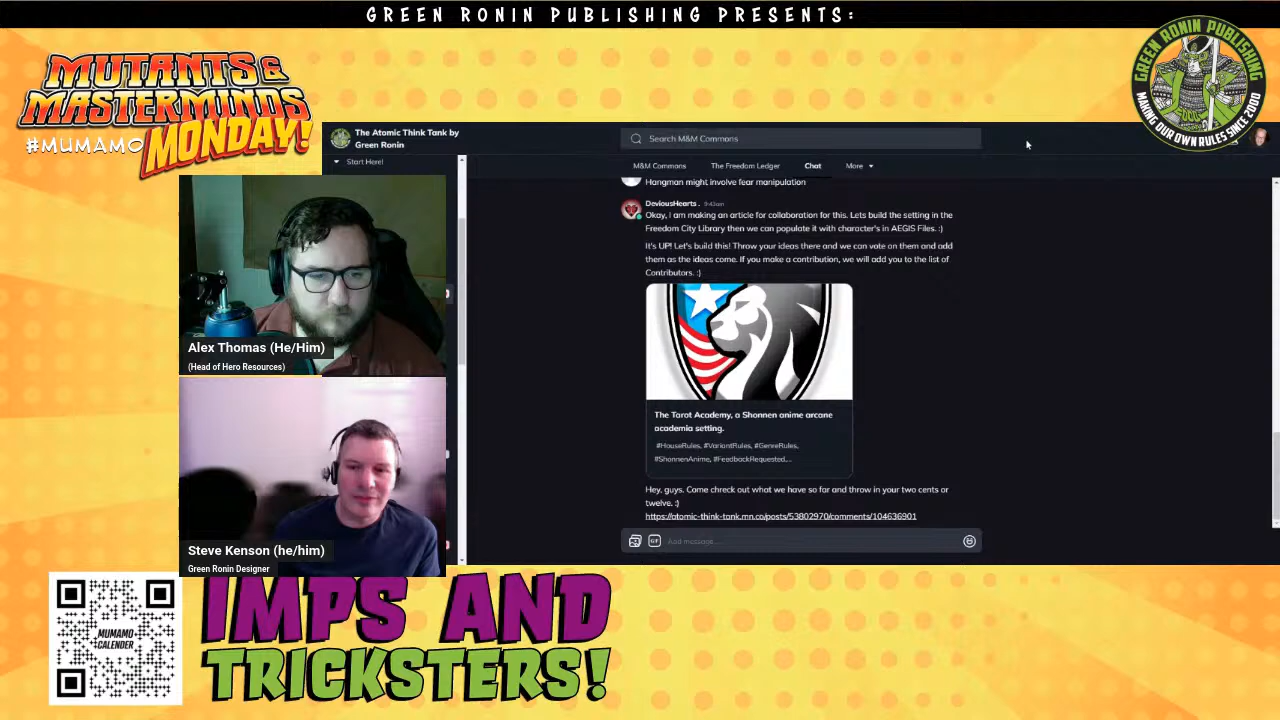 GREEN RONIN PUBLISHING PRESENTS:
MUTANTS &
MASTERMINDS
#MUMAMO
MONDAY!
GREEN RONIN PUBLISHING
MAKING OUR OWN RULES SINCE 2000
The Atomic Think Tank by
Green Ronin
Search M&M Commons
Start Here!
M&M Commons
The Freedom Ledger
Chat
More
Hangman might involve fear manipulation
DeviousHearts . 9:43am
Okay, I am making an article for collaboration for this. Lets build the setting in the
Freedom City Library then we can populate it with character's in AEGIS Files. :)
It's UP! Let's build this! Throw your ideas there and we can vote on them and add
them as the ideas come. If you make a contribution, we will add you to the list of
Contributors. :)
The Tarot Academy, a Shonnen anime arcane
academia setting.
#HouseRules, #VariantRules, #GenreRules,
#ShonnenAnime, #FeedbackRequested,...
Hey, guys. Come chreck out what we have so far and throw in your two cents or
twelve. :)
https://atomic-think-tank.mn.co/posts/53802970/comments/104636901
GIF
Add message...
Alex Thomas (He/Him)
(Head of Hero Resources)
Steve Kenson (he/him)
Green Ronin Designer
MUMAMO
CALENDER
IMPS AND
TRICKSTERS!